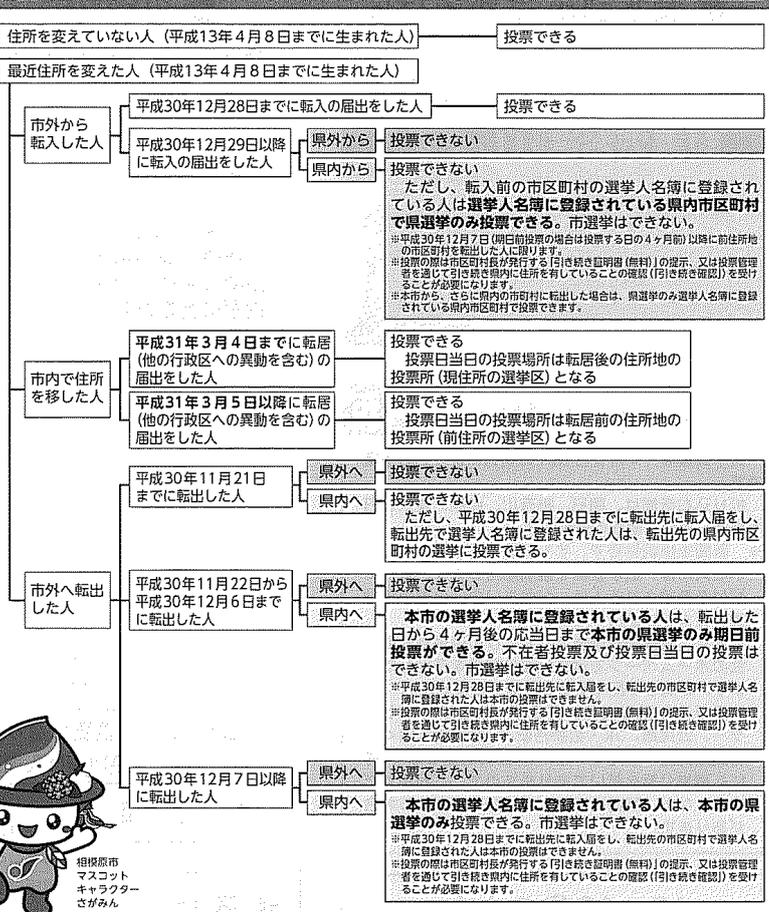 住所を変えていない人（平成13年4月8日までに生まれた人）
投票できる
最近住所を変えた人（平成13年4月8日までに生まれた人）
市外から
転入した人
平成30年12月28日までに転入の届出をした人
投票できる
平成30年12月29日以降
に転入の届出をした人
県外から
投票できない
県内から
投票できない
ただし、転入前の市区町村の選挙人名簿に登録され
ている人は選挙人名簿に登録されている県内市区町村
で県選挙のみ投票できる。市選挙はできない。
※平成30年12月7日（期日前投票の場合は投票する日の4ヶ月前）以降に前住所地
の市区町村を転出した人に限ります。
※投票の際は市区町村長が発行する「引き続き証明書（無料）」の提示、又は投票管理
者を通じて引き続き県内に住所を有していることの確認（「引き続き確認」）を受け
ることが必要になります。
※本市から、さらに県内の市町村に転出した場合は、県選挙のみ選挙人名簿に登録
されている県内市区町村で投票できます。
市内で住所
を移した人
平成31年3月4日までに転居
（他の行政区への異動を含む）の
届出をした人
投票できる
投票日当日の投票場所は転居後の住所地の
投票所（現住所の選挙区）となる
平成31年3月5日以降に転居
（他の行政区への異動を含む）の
届出をした人
投票できる
投票日当日の投票場所は転居前の住所地の
投票所（前住所の選挙区）となる
市外へ転出
した人
平成30年11月21日
までに転出した人
県外へ
投票できない
県内へ
投票できない
ただし、平成30年12月28日までに転出先に転入届をし、
転出先で選挙人名簿に登録された人は、転出先の県内市区
町村の選挙に投票できる。
平成30年11月22日から
平成30年12月6日まで
に転出した人
県外へ
投票できない
県内へ
本市の選挙人名簿に登録されている人は、転出した
日から4ヶ月後の応当日まで本市の県選挙のみ期日前
投票ができる。不在者投票及び投票日当日の投票は
できない。市選挙はできない。
※平成30年12月28日までに転出先に転入届をし、転出先の市区町村で選挙人名
簿に登録された人は本市の投票はできません。
※投票の際は市区町村長が発行する「引き続き証明書（無料）」の提示、又は投票管理
者を通じて引き続き県内に住所を有していることの確認（「引き続き確認」）を受け
ることが必要になります。
平成30年12月7日以降
に転出した人
県外へ
投票できない
県内へ
本市の選挙人名簿に登録されている人は、本市の県
選挙のみ投票できる。市選挙はできない。
※平成30年12月28日までに転出先に転入届をし、転出先の市区町村で選挙人名
簿に登録された人は本市の投票はできません。
※投票の際は市区町村長が発行する「引き続き証明書（無料）」の提示、又は投票管理
者を通じて引き続き県内に住所を有していることの確認（「引き続き確認」）を受け
ることが必要になります。
相模原市
マスコット
キャラクター
さがみん